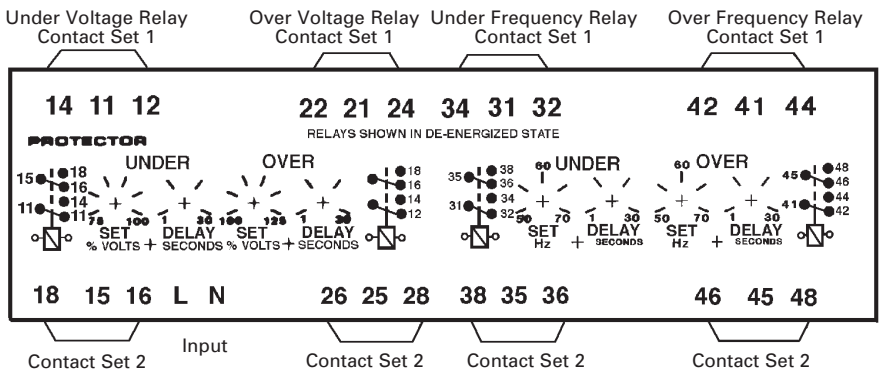 Under Voltage Relay
Contact Set 1
Over Voltage Relay
Contact Set 1
Under Frequency Relay
Contact Set 1
Over Frequency Relay
Contact Set 1
14 11 12
22 21 24
34 31 32
42 41 44
PROTECTOR
RELAYS SHOWN IN DE-ENERGIZED STATE
15
18
16
11
14
11
UNDER
75 100
SET
% VOLTS
+
1 30
DELAY
SECONDS
OVER
100 125
SET
% VOLTS
+
1 30
DELAY
SECONDS
18
16
14
12
35
38
36
31
34
32
UNDER
60
50 70
SET
Hz
+
1 30
DELAY
SECONDS
OVER
60
50 70
SET
Hz
+
1 30
DELAY
SECONDS
45
48
46
41
44
42
18 15 16 L N
26 25 28
38 35 36
46 45 48
Contact Set 2
Input
Contact Set 2
Contact Set 2
Contact Set 2